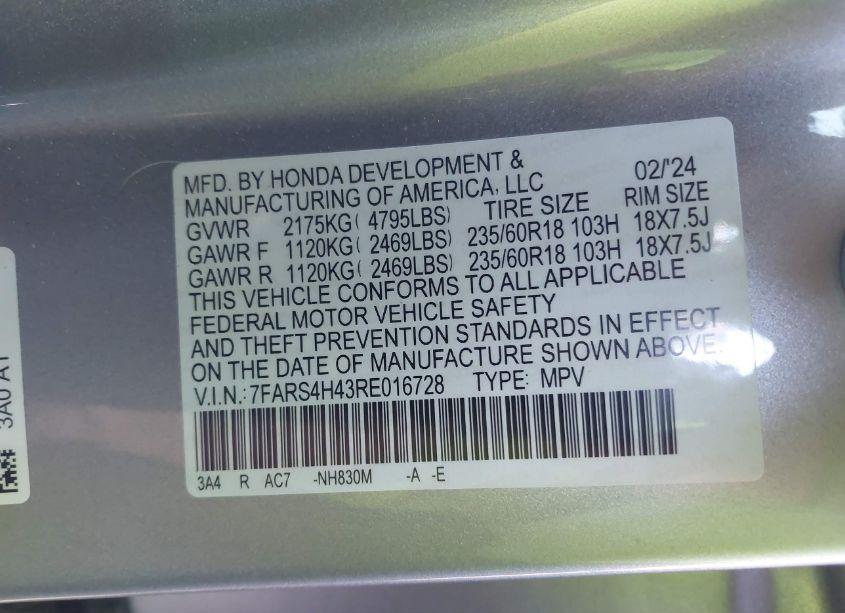 MFD. BY HONDA DEVELOPMENT & 02/'24
MANUFACTURING OF AMERICA, LLC
TIRE SIZE RIM SIZE
GVWR 2175KG( 4795LBS)
GAWR F 1120KG( 2469LBS) 235/60R18 103H 18X7.5J
GAWR R 1120KG( 2469LBS) 235/60R18 103H 18X7.5J
THIS VEHICLE CONFORMS TO ALL APPLICABLE
FEDERAL MOTOR VEHICLE SAFETY
AND THEFT PREVENTION STANDARDS IN EFFECT
ON THE DATE OF MANUFACTURE SHOWN ABOVE.
V.I.N.: 7FARS4H43RE016728 TYPE: MPV
3A4 R AC7 -NH830M -A -E
3A0 A1